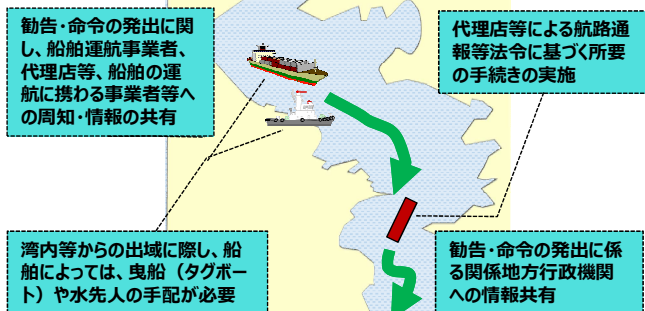 勧告・命令の発出に関
し、船舶運航事業者、
代理店等、船舶の運
航に携わる事業者等へ
の周知・情報の共有
代理店等による航路通
報等法令に基づく所要
の手続きの実施
湾内等からの出域に際し、船
舶によっては、曳船（タグボー
ト）や水先人の手配が必要
勧告・命令の発出に係
る関係地方行政機関
への情報共有